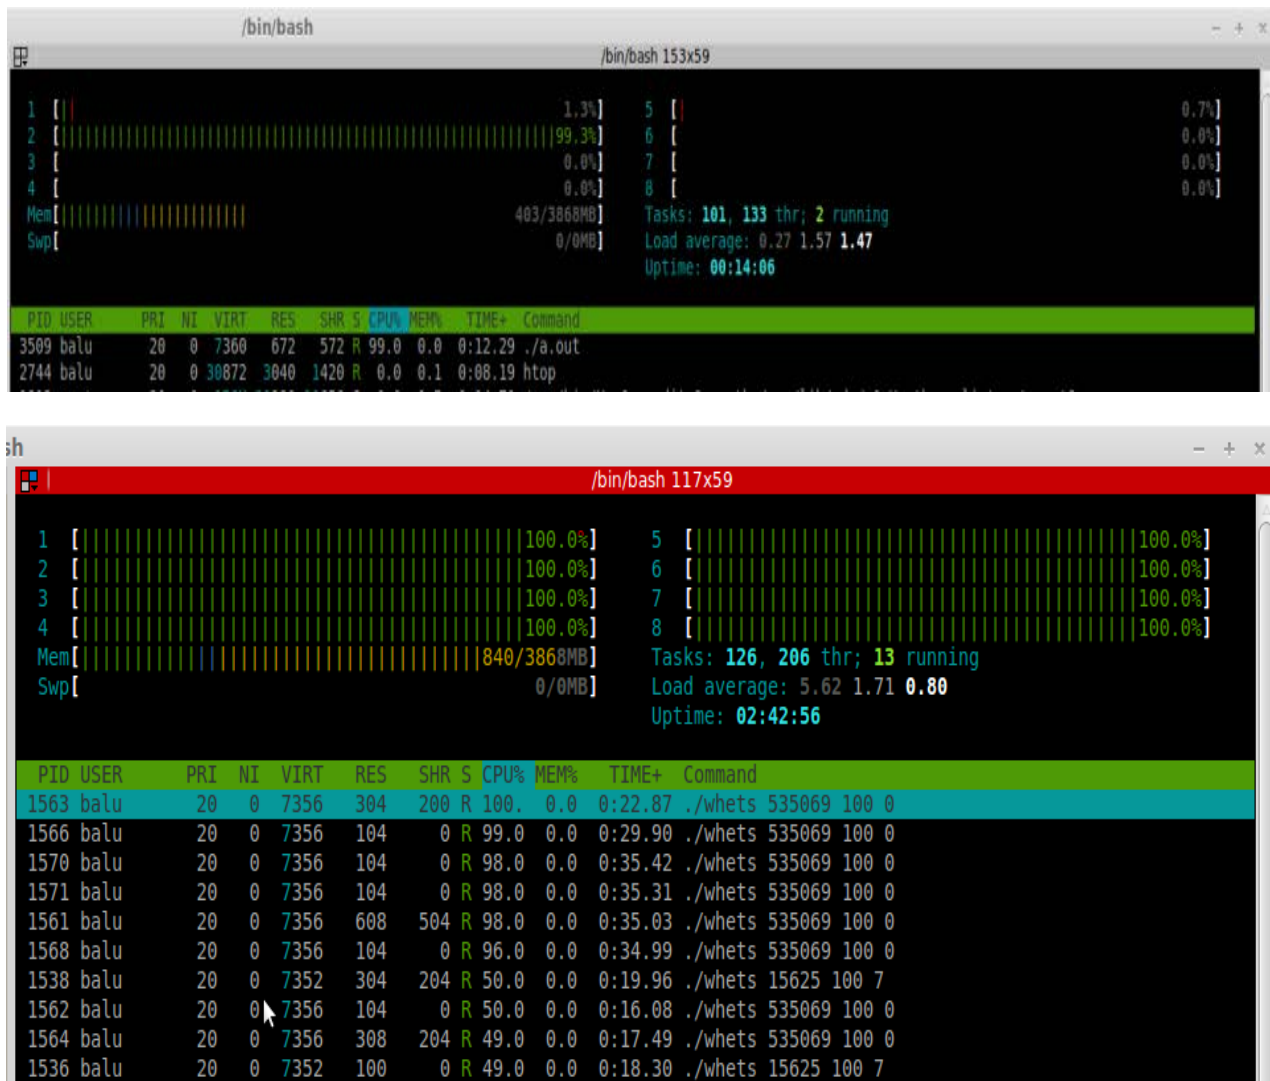 /bin/bash
/bin/bash 153x59
1 [|| 1.3%] 5 [| 0.7%]
2 [||||||||||||||||||||||||||||||||||||||||||||||||||||||||||||99.3%] 6 [ 0.0%]
3 [ 0.0%] 7 [ 0.0%]
4 [ 0.0%] 8 [ 0.0%]
Mem[||||||||||||||||||||||| 403/3868MB] Tasks: 101, 133 thr; 2 running
Swp[ 0/0MB] Load average: 0.27 1.57 1.47
Uptime: 00:14:06
PID USER PRI NI VIRT RES SHR S CPU% MEM% TIME+ Command
3509 balu 20 0 7360 672 572 R 99.0 0.0 0:12.29 ./a.out
2744 balu 20 0 30872 3040 1420 R 0.0 0.1 0:08.19 htop
sh
/bin/bash 117x59
1 [||||||||||||||||||||||||||||||||||||||||||100.0%] 5 [||||||||||||||||||||||||||||||||||||||||||100.0%]
2 [||||||||||||||||||||||||||||||||||||||||||100.0%] 6 [||||||||||||||||||||||||||||||||||||||||||100.0%]
3 [||||||||||||||||||||||||||||||||||||||||||100.0%] 7 [||||||||||||||||||||||||||||||||||||||||||100.0%]
4 [||||||||||||||||||||||||||||||||||||||||||100.0%] 8 [||||||||||||||||||||||||||||||||||||||||||100.0%]
Mem[||||||||||||||||||||||||||||||||||||||840/3868MB] Tasks: 126, 206 thr; 13 running
Swp[ 0/0MB] Load average: 5.62 1.71 0.80
Uptime: 02:42:56
PID USER PRI NI VIRT RES SHR S CPU% MEM% TIME+ Command
1563 balu 20 0 7356 304 200 R 100. 0.0 0:22.87 ./whets 535069 100 0
1566 balu 20 0 7356 104 0 R 99.0 0.0 0:29.90 ./whets 535069 100 0
1570 balu 20 0 7356 104 0 R 98.0 0.0 0:35.42 ./whets 535069 100 0
1571 balu 20 0 7356 104 0 R 98.0 0.0 0:35.31 ./whets 535069 100 0
1561 balu 20 0 7356 608 504 R 98.0 0.0 0:35.03 ./whets 535069 100 0
1568 balu 20 0 7356 104 0 R 96.0 0.0 0:34.99 ./whets 535069 100 0
1538 balu 20 0 7352 304 204 R 50.0 0.0 0:19.96 ./whets 15625 100 7
1562 balu 20 0 7356 104 0 R 50.0 0.0 0:16.08 ./whets 535069 100 0
1564 balu 20 0 7356 308 204 R 49.0 0.0 0:17.49 ./whets 535069 100 0
1536 balu 20 0 7352 100 0 R 49.0 0.0 0:18.30 ./whets 15625 100 7